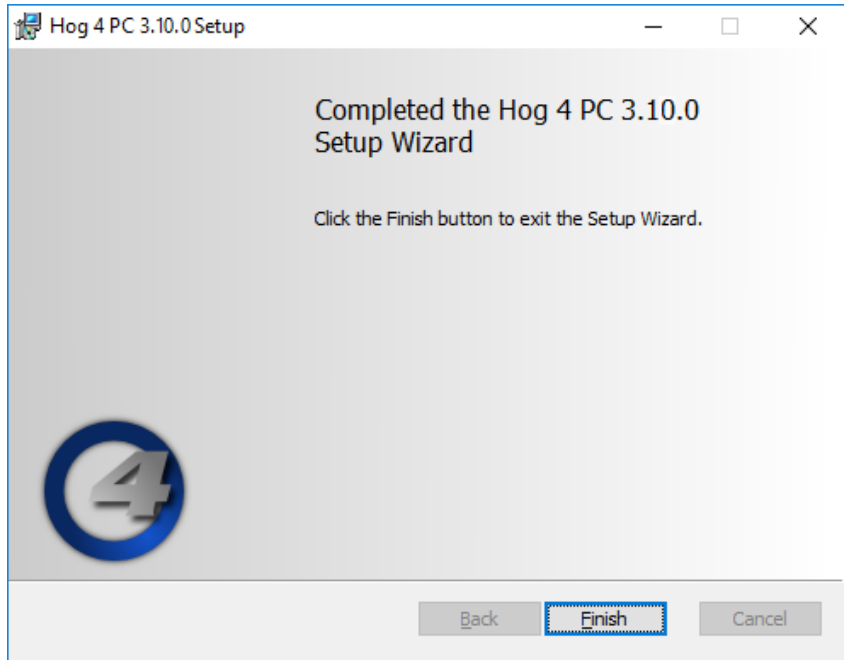 Hog 4 PC 3.10.0 Setup
Completed the Hog 4 PC 3.10.0
Setup Wizard
Click the Finish button to exit the Setup Wizard.
4
Back Finish Cancel